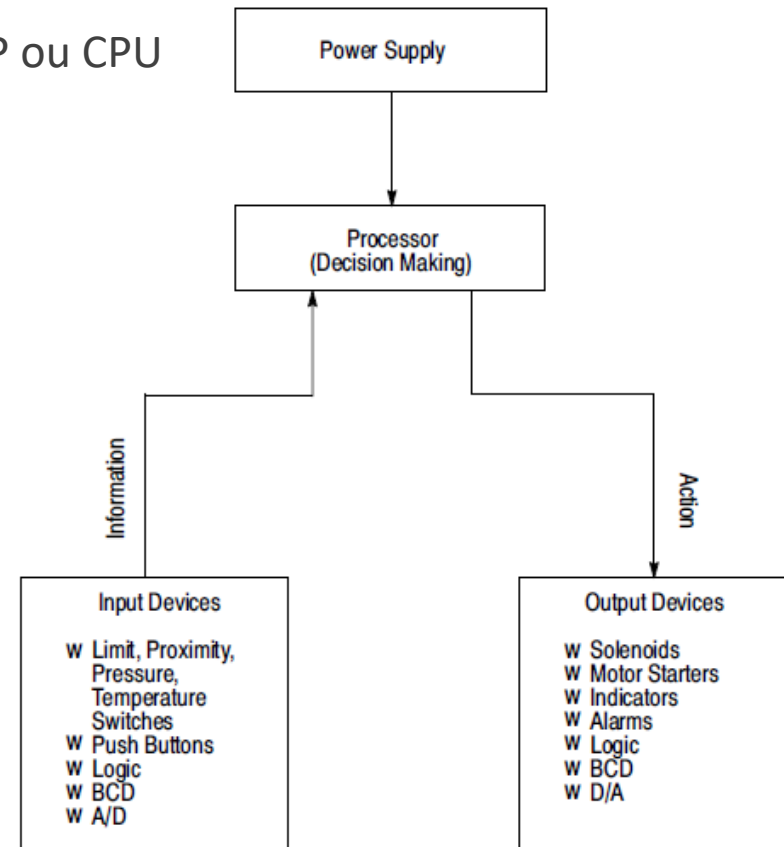 P ou CPU
Power Supply
Processor
(Decision Making)
Information
Action
Input Devices
w Limit, Proximity,
Pressure,
Temperature
Switches
w Push Buttons
w Logic
w BCD
w A/D
Output Devices
w Solenoids
w Motor Starters
w Indicators
w Alarms
w Logic
w BCD
w D/A